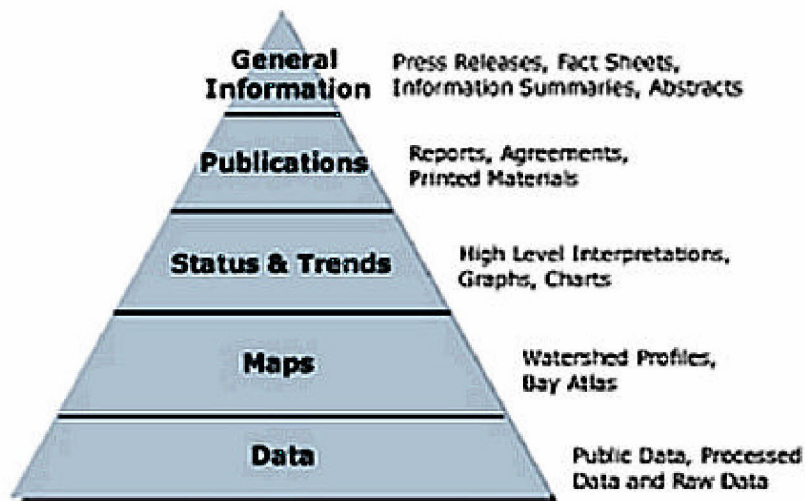 General
Information
Press Releases, Fact Sheets,
Information Summaries, Abstracts
Publications
Reports, Agreements,
Printed Materials
Status & Trends
High Level Interpretations,
Graphs, Charts
Maps
Watershed Profiles,
Bay Atlas
Data
Public Data, Processed
Data and Raw Data